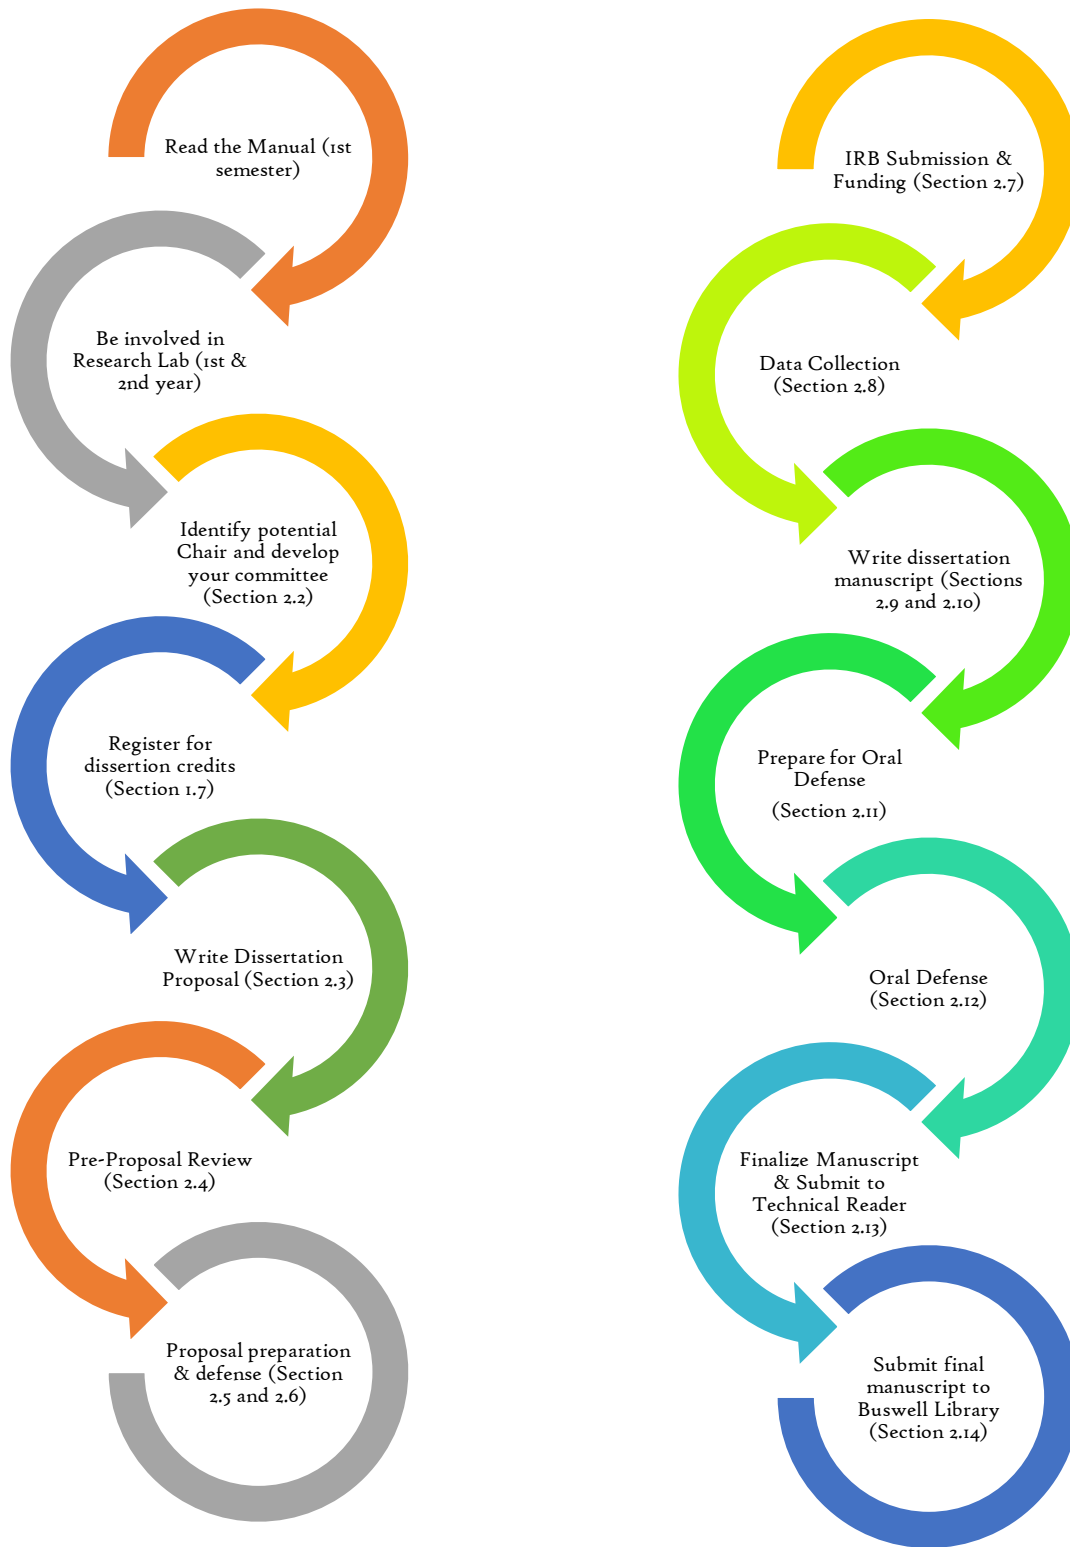 Read the Manual (1st
semester)
Be involved in
Research Lab (1st &
2nd year)
Identify potential
Chair and develop
your committee
(Section 2.2)
Register for
dissertion credits
(Section 1.7)
Write Dissertation
Proposal (Section 2.3)
Pre-Proposal Review
(Section 2.4)
Proposal preparation
& defense (Section
2.5 and 2.6)
IRB Submission &
Funding (Section 2.7)
Data Collection
(Section 2.8)
Write dissertation
manuscript (Sections
2.9 and 2.10)
Prepare for Oral
Defense
(Section 2.11)
Oral Defense
(Section 2.12)
Finalize Manuscript
& Submit to
Technical Reader
(Section 2.13)
Submit final
manuscript to
Buswell Library
(Section 2.14)